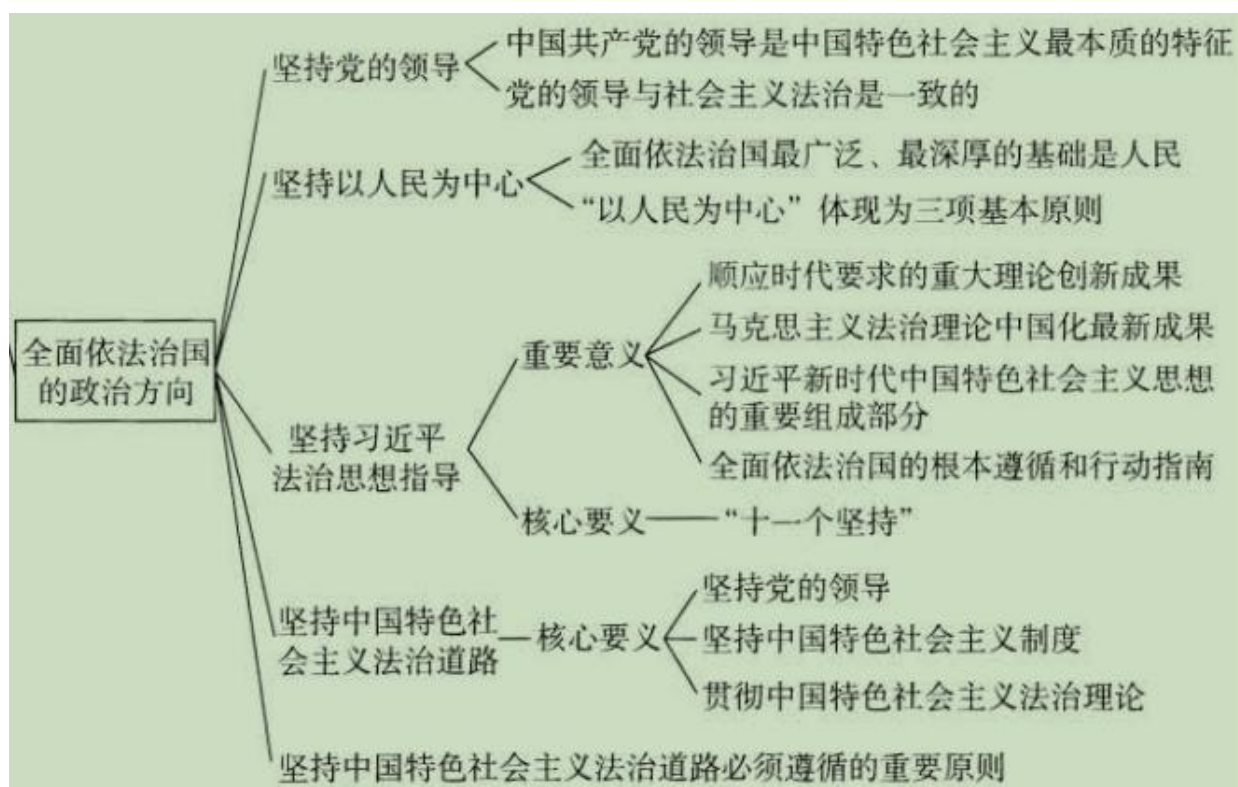 全面依法治国
的政治方向
坚持党的领导
中国共产党的领导是中国特色社会主义最本质的特征
党的领导与社会主义法治是一致的
坚持以人民为中心
全面依法治国最广泛、最深厚的基础是人民
“以人民为中心”体现为三项基本原则
坚持习近平
法治思想指导
重要意义
顺应时代要求的重大理论创新成果
马克思主义法治理论中国化最新成果
习近平新时代中国特色社会主义思想
的重要组成部分
全面依法治国的根本遵循和行动指南
核心要义
“十一个坚持”
坚持中国特色社
会主义法治道路
核心要义
坚持党的领导
坚持中国特色社会主义制度
贯彻中国特色社会主义法治理论
坚持中国特色社会主义法治道路必须遵循的重要原则